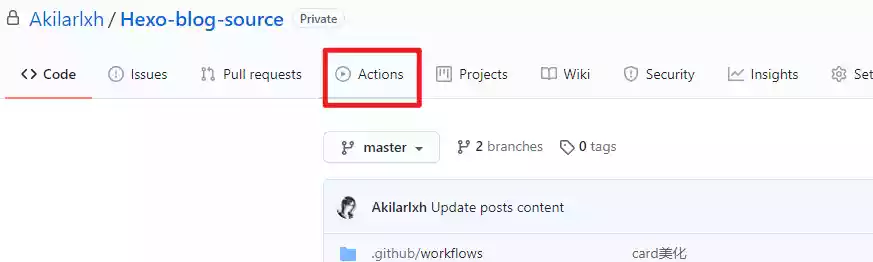 Akilarlxh / Hexo-blog-source Private
Code Issues Pull requests Actions Projects Wiki Security Insights Set
master 2 branches 0 tags
Akilarlxh Update posts content
.github/workflows card美化